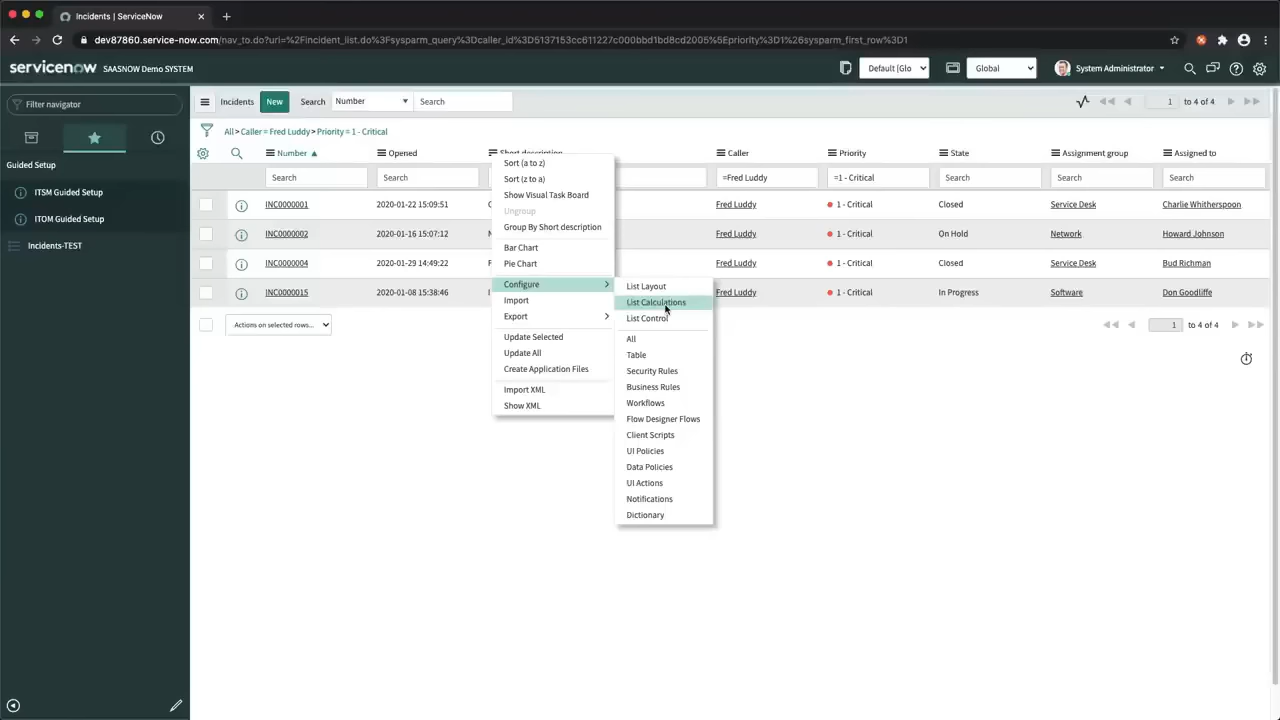 Incidents | ServiceNow
dev87860.service-now.com/nav_to.do?uri=%2Fincident_list.do%3Fsysparm_query%3Dcaller_id%3D5137153cc611227c000bbd1bd8cd2005%5Epriority%3D1%26sysparm_first_row%3D1
servicenow SAASNOW Demo SYSTEM Default [Glo Global System Administrator
Filter navigator
Incidents New Search Number Search 1 to 4 of 4
All > Caller = Fred Luddy > Priority = 1 - Critical
Number Opened Short description Caller Priority State Assignment group Assigned to
Search Search =Fred Luddy =1 - Critical Search Search Search
INC0000001 2020-01-22 15:09:51 Fred Luddy 1 - Critical Closed Service Desk Charlie Whitherspoon
INC0000002 2020-01-16 15:07:12 Fred Luddy 1 - Critical On Hold Network Howard Johnson
INC0000004 2020-01-29 14:49:22 Fred Luddy 1 - Critical Closed Service Desk Bud Richman
INC0000015 2020-01-08 15:38:46 Fred Luddy 1 - Critical In Progress Software Don Goodliffe
Actions on selected rows... 1 to 4 of 4
Guided Setup
ITSM Guided Setup
ITOM Guided Setup
Incidents-TEST
Sort (a to z)
Sort (z to a)
Show Visual Task Board
Ungroup
Group By Short description
Bar Chart
Pie Chart
Configure
Import
Export
Update Selected
Update All
Create Application Files
Import XML
Show XML
List Layout
List Calculations
List Control
All
Table
Security Rules
Business Rules
Workflows
Flow Designer Flows
Client Scripts
UI Policies
Data Policies
UI Actions
Notifications
Dictionary